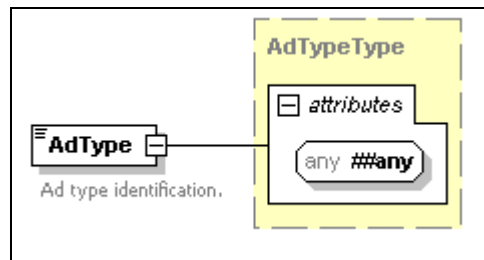 AdTypeType
attributes
AdType
any ##any
Ad type identification.